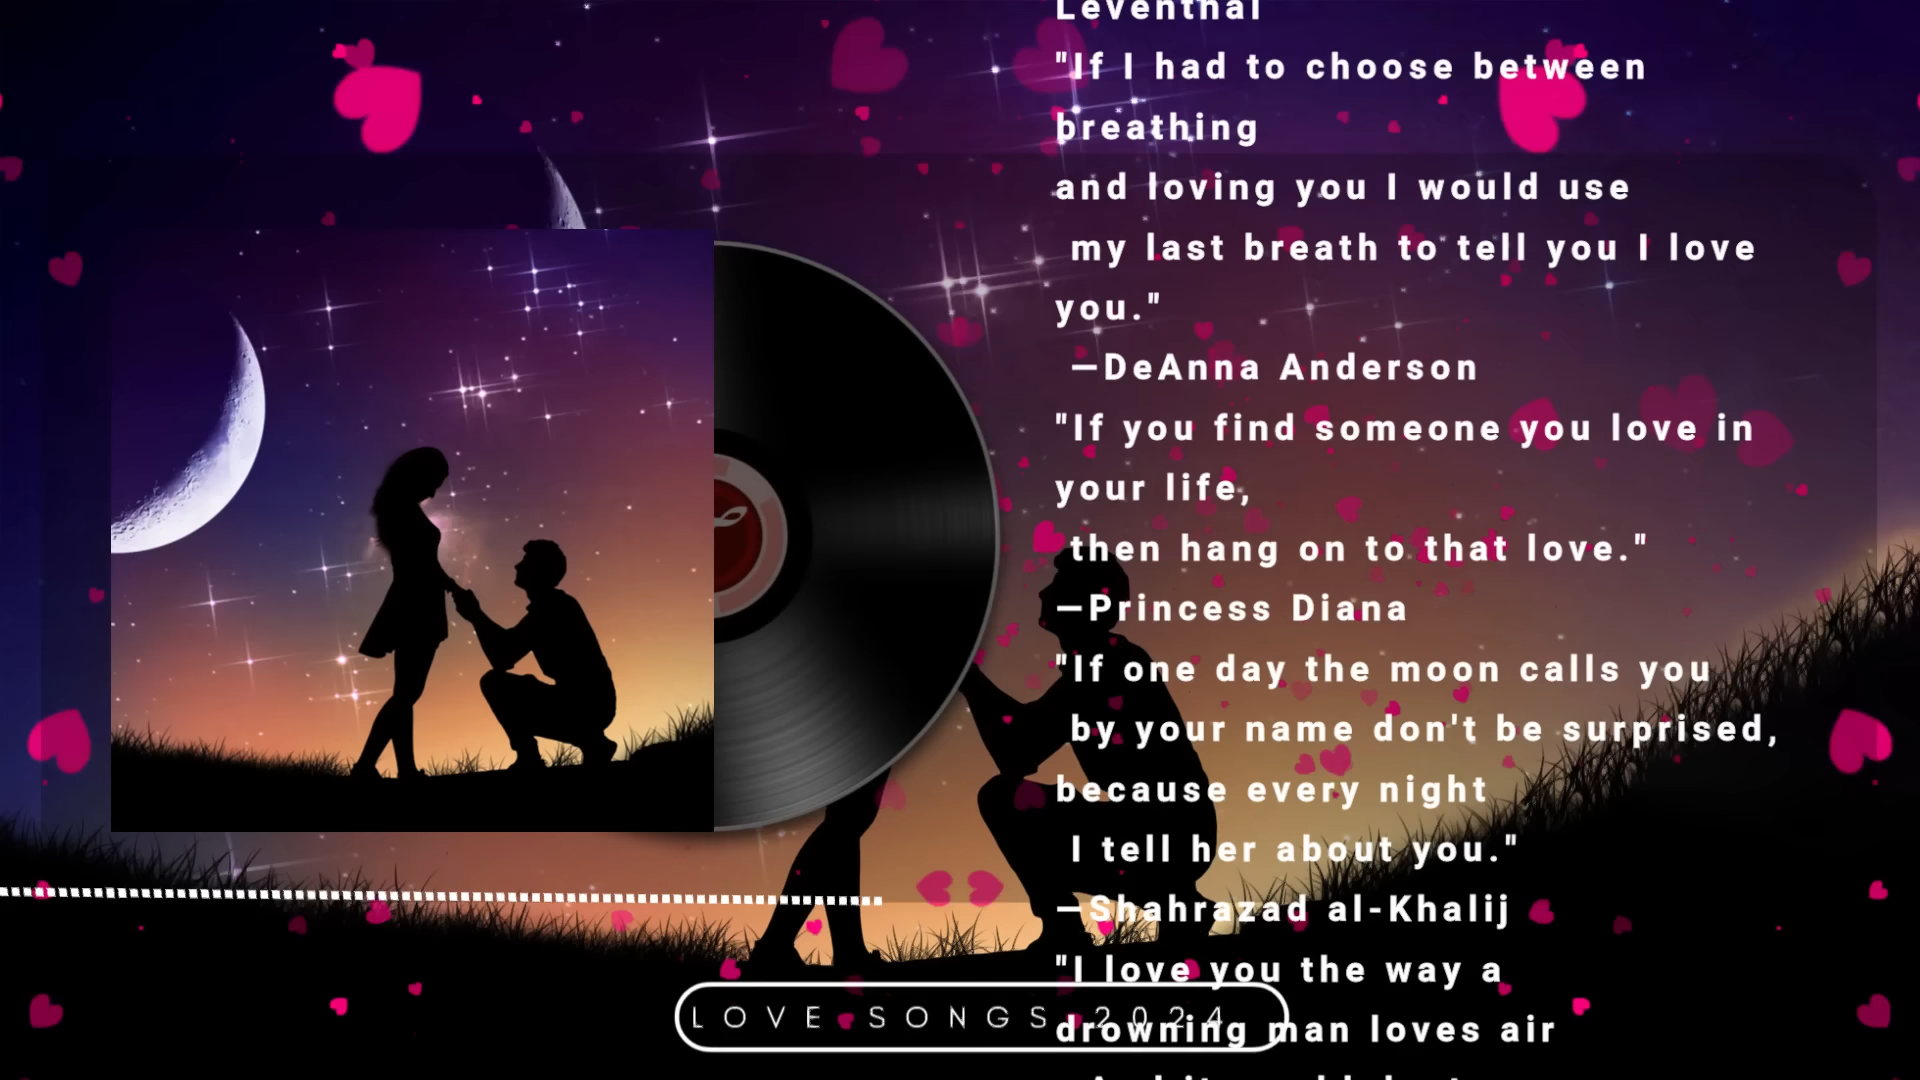 Leventhal
"If I had to choose between
breathing
and loving you I would use
my last breath to tell you I love
you."
—DeAnna Anderson
"If you find someone you love in
your life,
then hang on to that love."
—Princess Diana
"If one day the moon calls you
by your name don't be surprised,
because every night
I tell her about you."
—Shahrazad al-Khalij
"I love you the way a
drowning man loves air
LOVE SONGS 2024